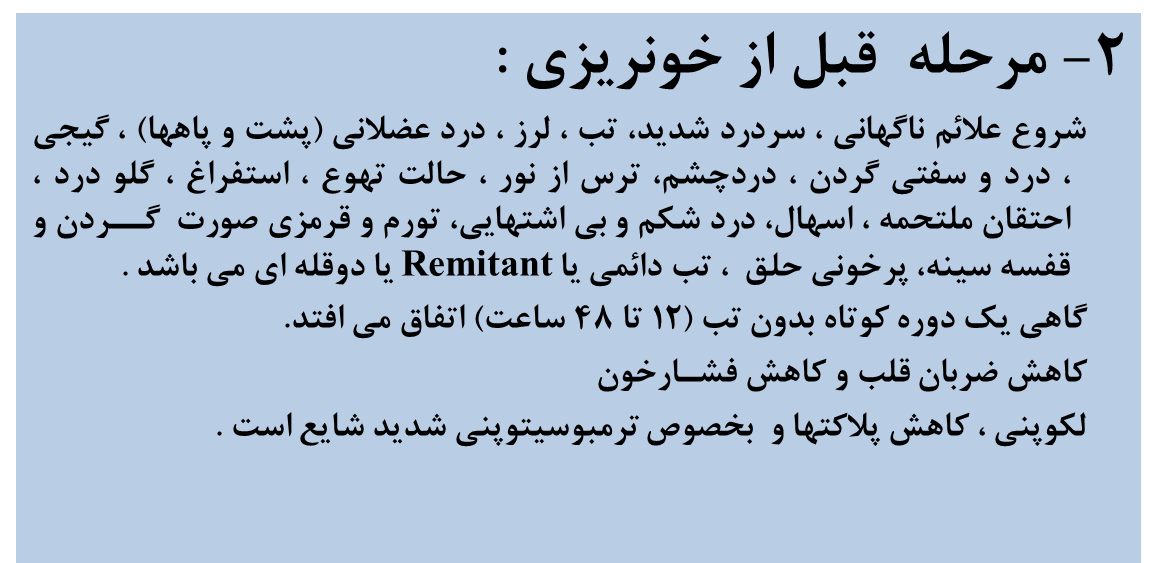 ۲- مرحله قبل از خونریزی :
شروع علائم ناگهانی ، سردرد شدید، تب ، لرز ، درد عضلانی (پشت و پاهها) ، گیجی
، درد و سفتی گردن ، دردچشم، ترس از نور ، حالت تهوع ، استفراغ ، گلو درد ،
احتقان ملتحمه ، اسهال، درد شکم و بی اشتهایی، تورم و قرمزی صورت گـــردن و
قفسه سینه، پرخونی حلق ، تب دائمی یا Remitant یا دوقله ای می باشد .
گاهی یک دوره کوتاه بدون تب (۱۲ تا ۴۸ ساعت) اتفاق می افتد.
کاهش ضربان قلب و کاهش فشــارخون
لکوپنی ، کاهش پلاکتها و بخصوص ترمبوسیتوپنی شدید شایع است .